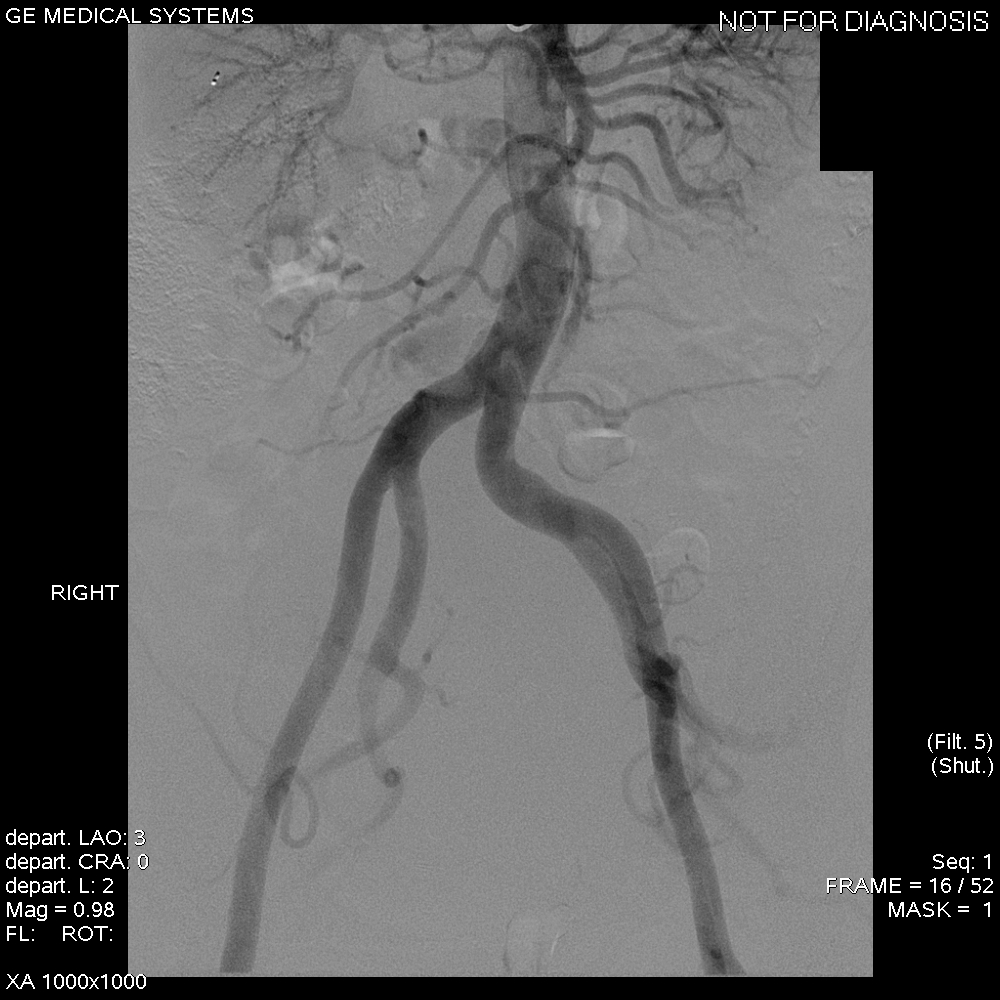 GE MEDICAL SYSTEMS
NOT FOR DIAGNOSIS
RIGHT
(Filt. 5)
(Shut.)
depart. LAO: 3
depart. CRA: 0
depart. L: 2
Mag = 0.98
FL: ROT:
Seq: 1
FRAME = 16 / 52
MASK = 1
XA 1000x1000